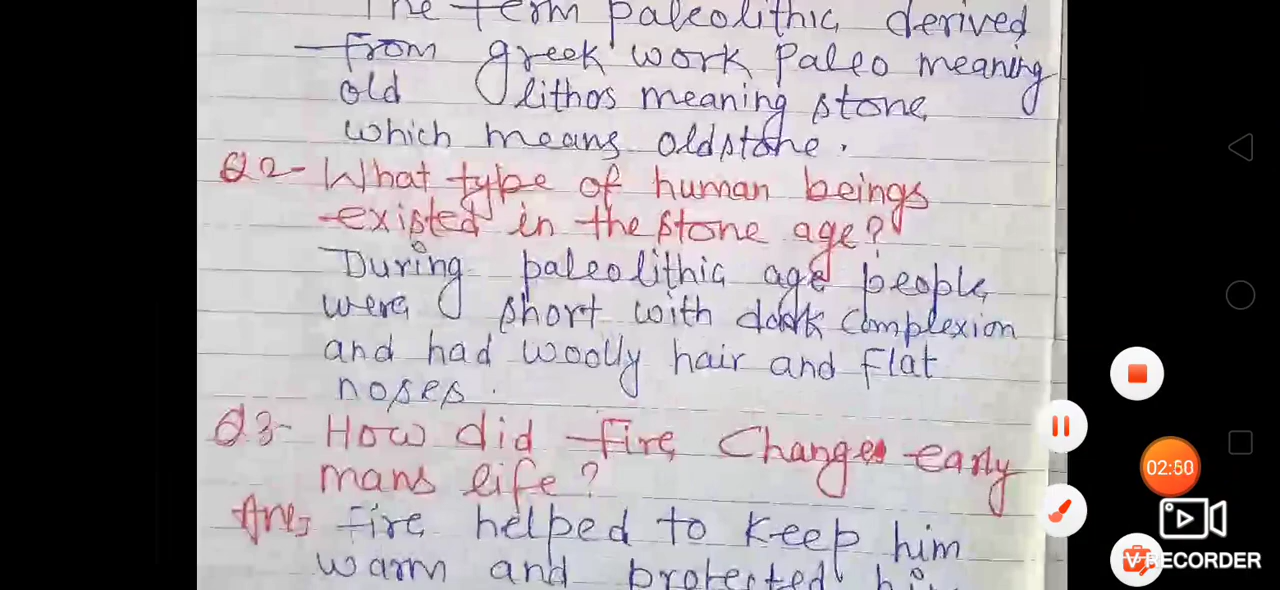 The term paleolithic derived
from greek work paleo meaning
old lithos meaning stone
which means oldstone.
Q2- What type of human beings
existed in the stone age?
During paleolithic age people
were short with dark complexion
and had woolly hair and flat
noses.
Q3- How did fire change early
mans life?
Ans fire helped to keep him
warm and protected him
02:50
V RECORDER